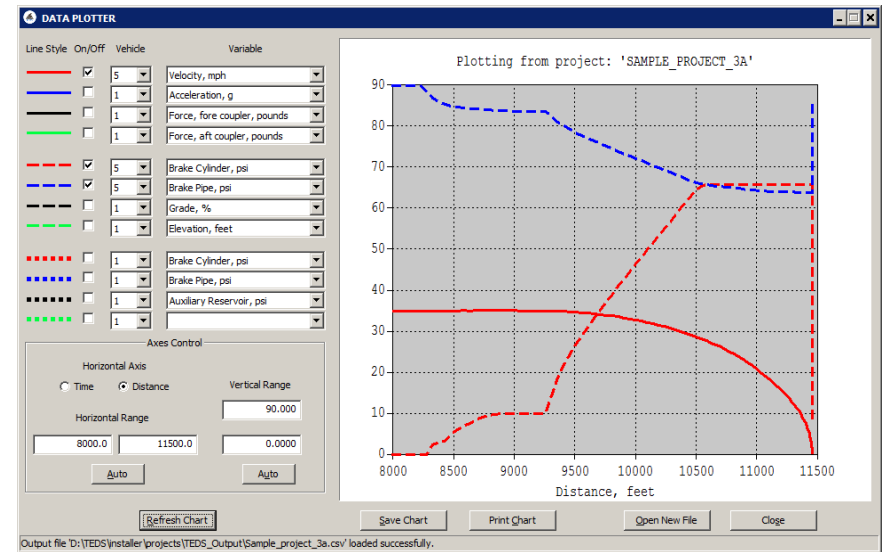 DATA PLOTTER
Line Style On/Off Vehicle Variable
5 Velocity, mph
1 Acceleration, g
1 Force, fore coupler, pounds
1 Force, aft coupler, pounds
5 Brake Cylinder, psi
5 Brake Pipe, psi
1 Grade, %
1 Elevation, feet
1 Brake Cylinder, psi
1 Brake Pipe, psi
1 Auxiliary Reservoir, psi
1
Axes Control
Horizontal Axis
Time Distance
Vertical Range
90.000
Horizontal Range
8000.0 11500.0 0.0000
Auto Auto
Plotting from project: 'SAMPLE_PROJECT_3A'
90
80
70
60
50
40
30
20
10
0
8000 8500 9000 9500 10000 10500 11000 11500
Distance, feet
Refresh Chart Save Chart Print Chart Open New File Close
Output file 'D:\TEDS\installer\projects\TEDS_Output\Sample_project_3a.csv' loaded successfully.